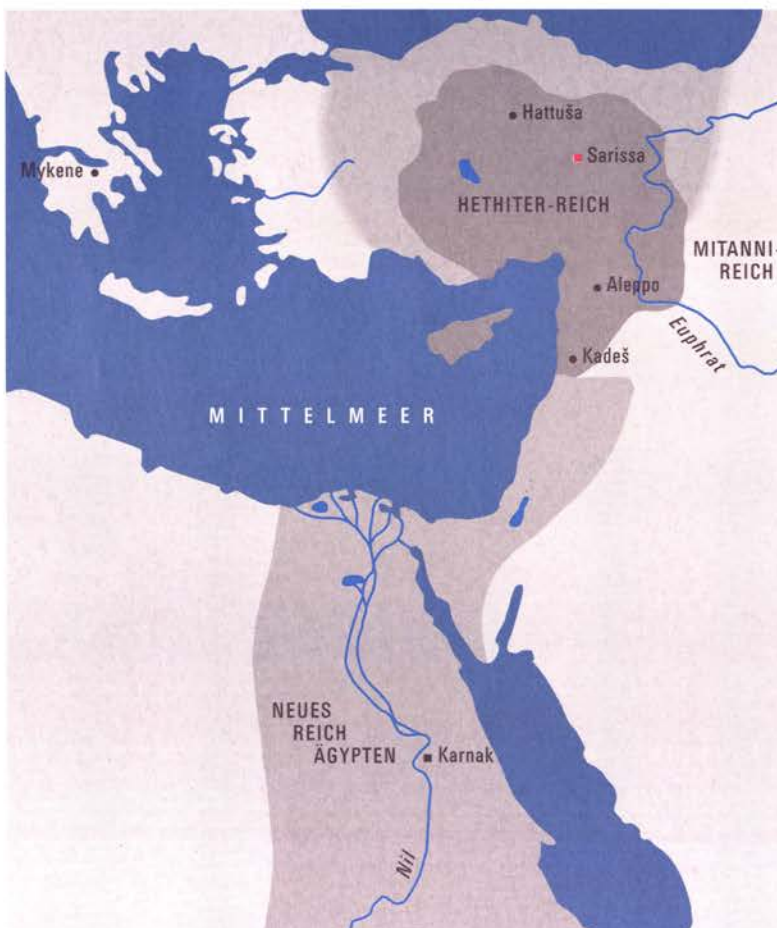 Hattuša
Sarissa
Mykene
HETHITER-REICH
MITANNI-
REICH
Aleppo
Euphrat
Kadeš
MITTELMEER
NEUES
REICH
ÄGYPTEN
Karnak
Nil